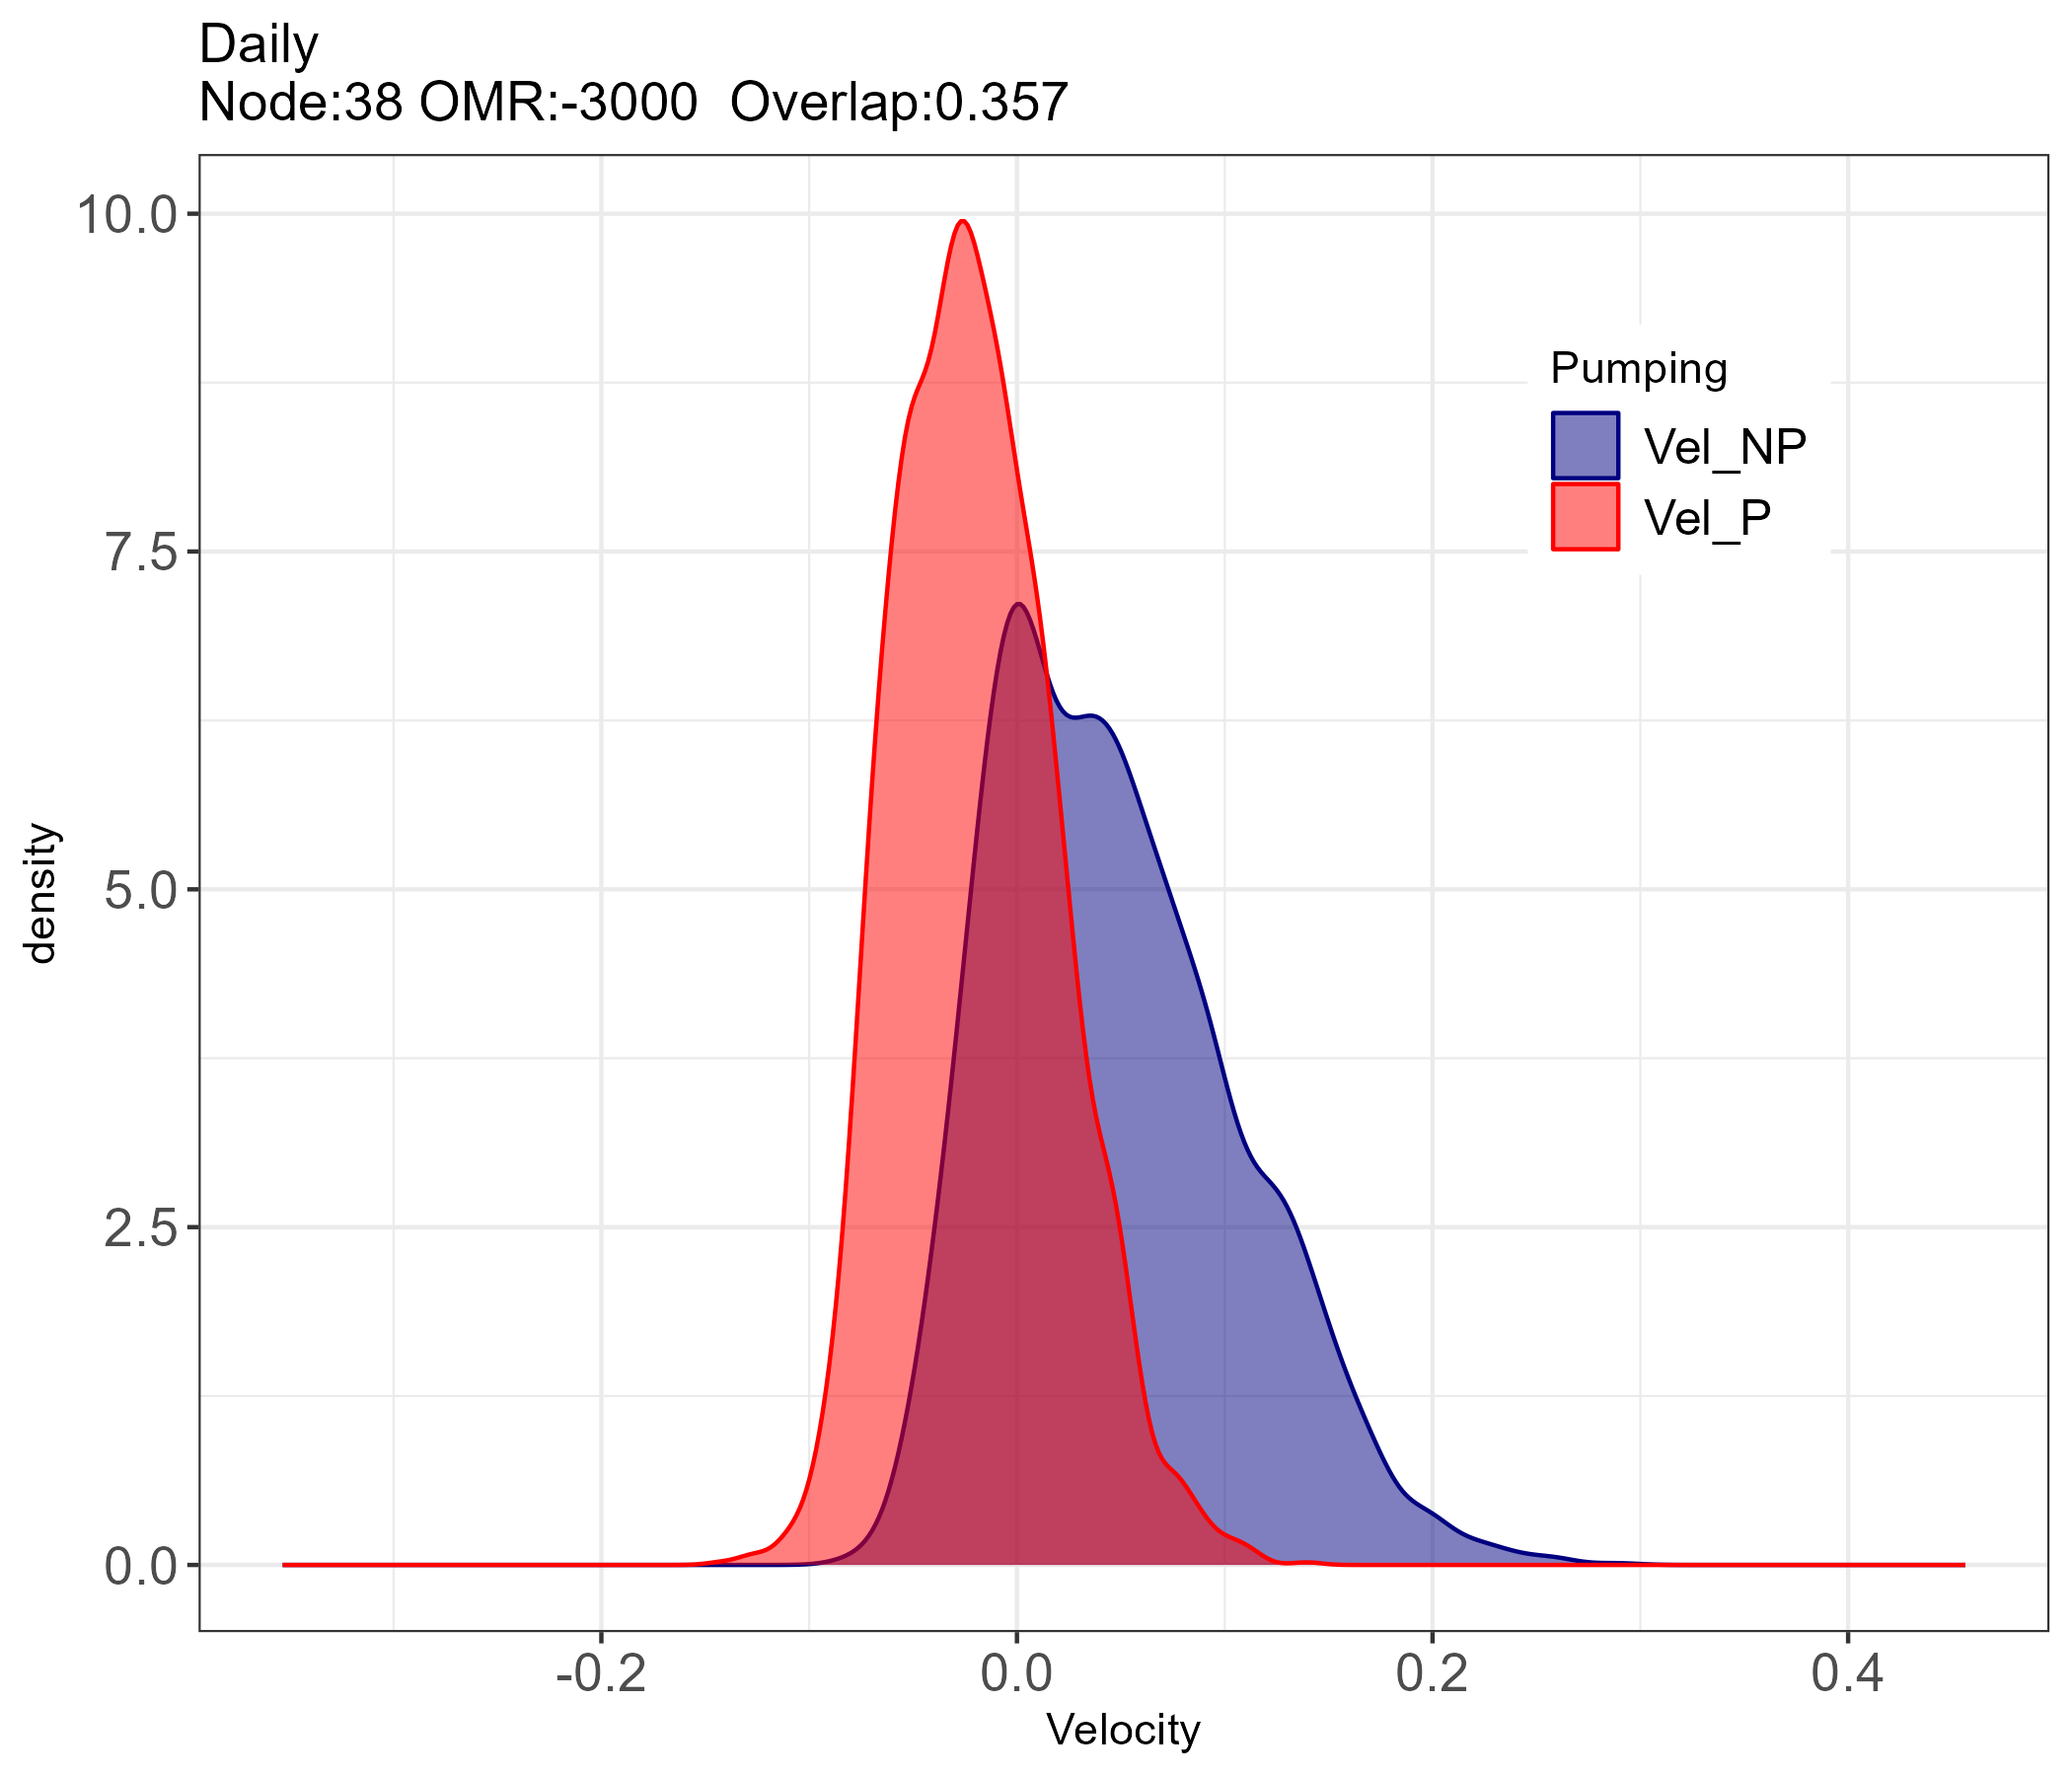 Daily
Node:38 OMR:-3000  Overlap:0.357
10.0
7.5
5.0
2.5
0.0
density
Pumping
Vel_NP
Vel_P
-0.2
0.0
0.2
0.4
Velocity